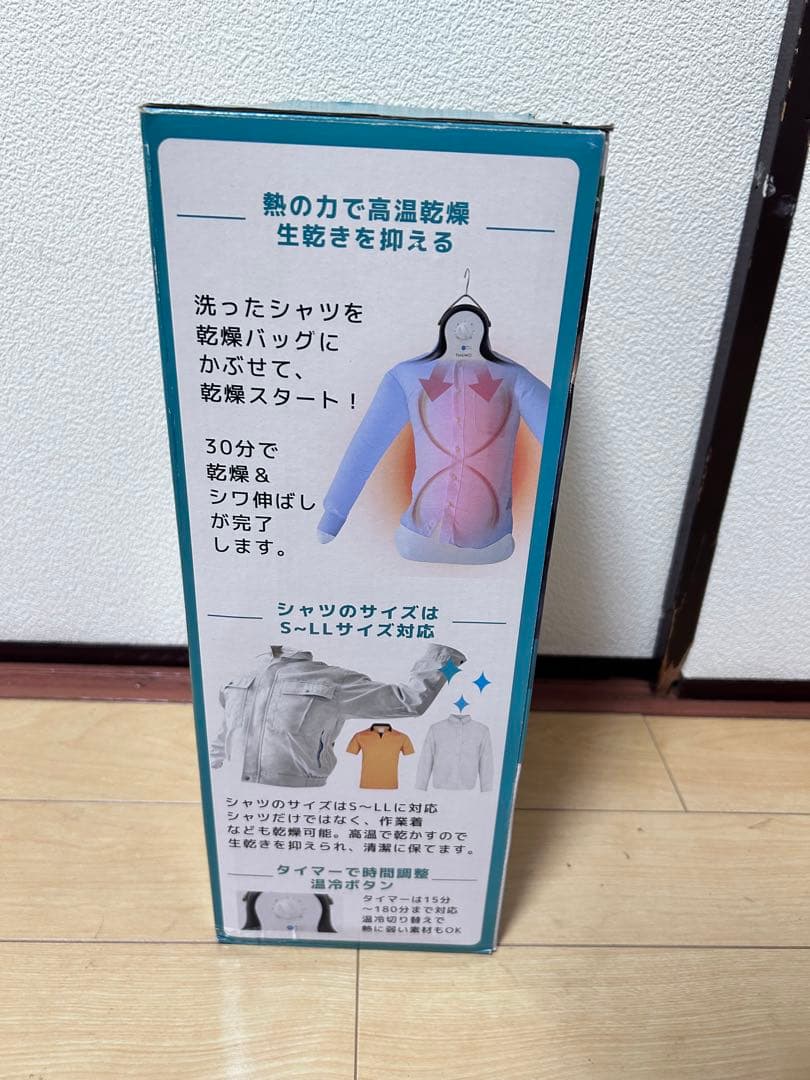 熱の力で高温乾燥
生乾きを抑える
洗ったシャツを
乾燥バッグに
かぶせて、
乾燥スタート！
30分で
乾燥＆
シワ伸ばし
が完了
します。
シャツのサイズは
S~LLサイズ対応
シャツのサイズはS〜LLに対応
シャツだけではなく、作業着
なども乾燥可能。高温で乾かすので
生乾きを抑えられ、清潔に保てます。
タイマーで時間調整
温冷ボタン
タイマーは15分
〜180分まで対応
温冷切り替えで
熱に弱い素材もOK